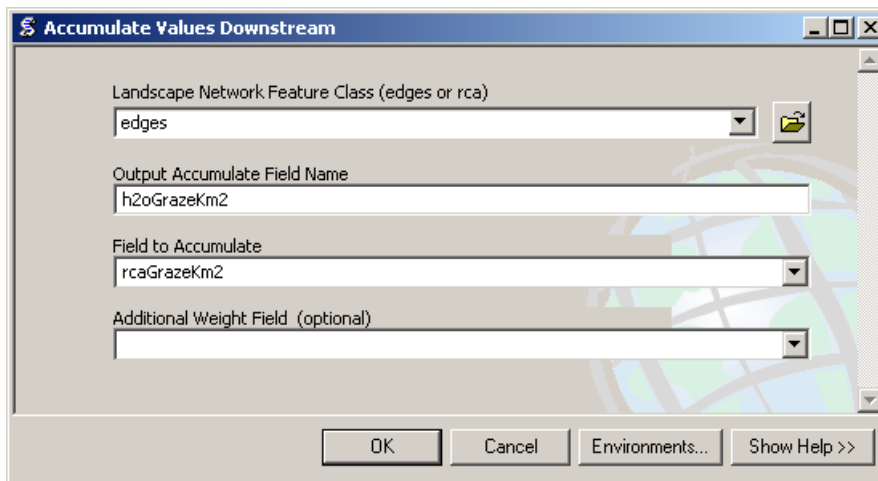 Accumulate Values Downstream
Landscape Network Feature Class (edges or rca)
edges
Output Accumulate Field Name
h2oGrazeKm2
Field to Accumulate
rcaGrazeKm2
Additional Weight Field (optional)
OK Cancel Environments... Show Help >>